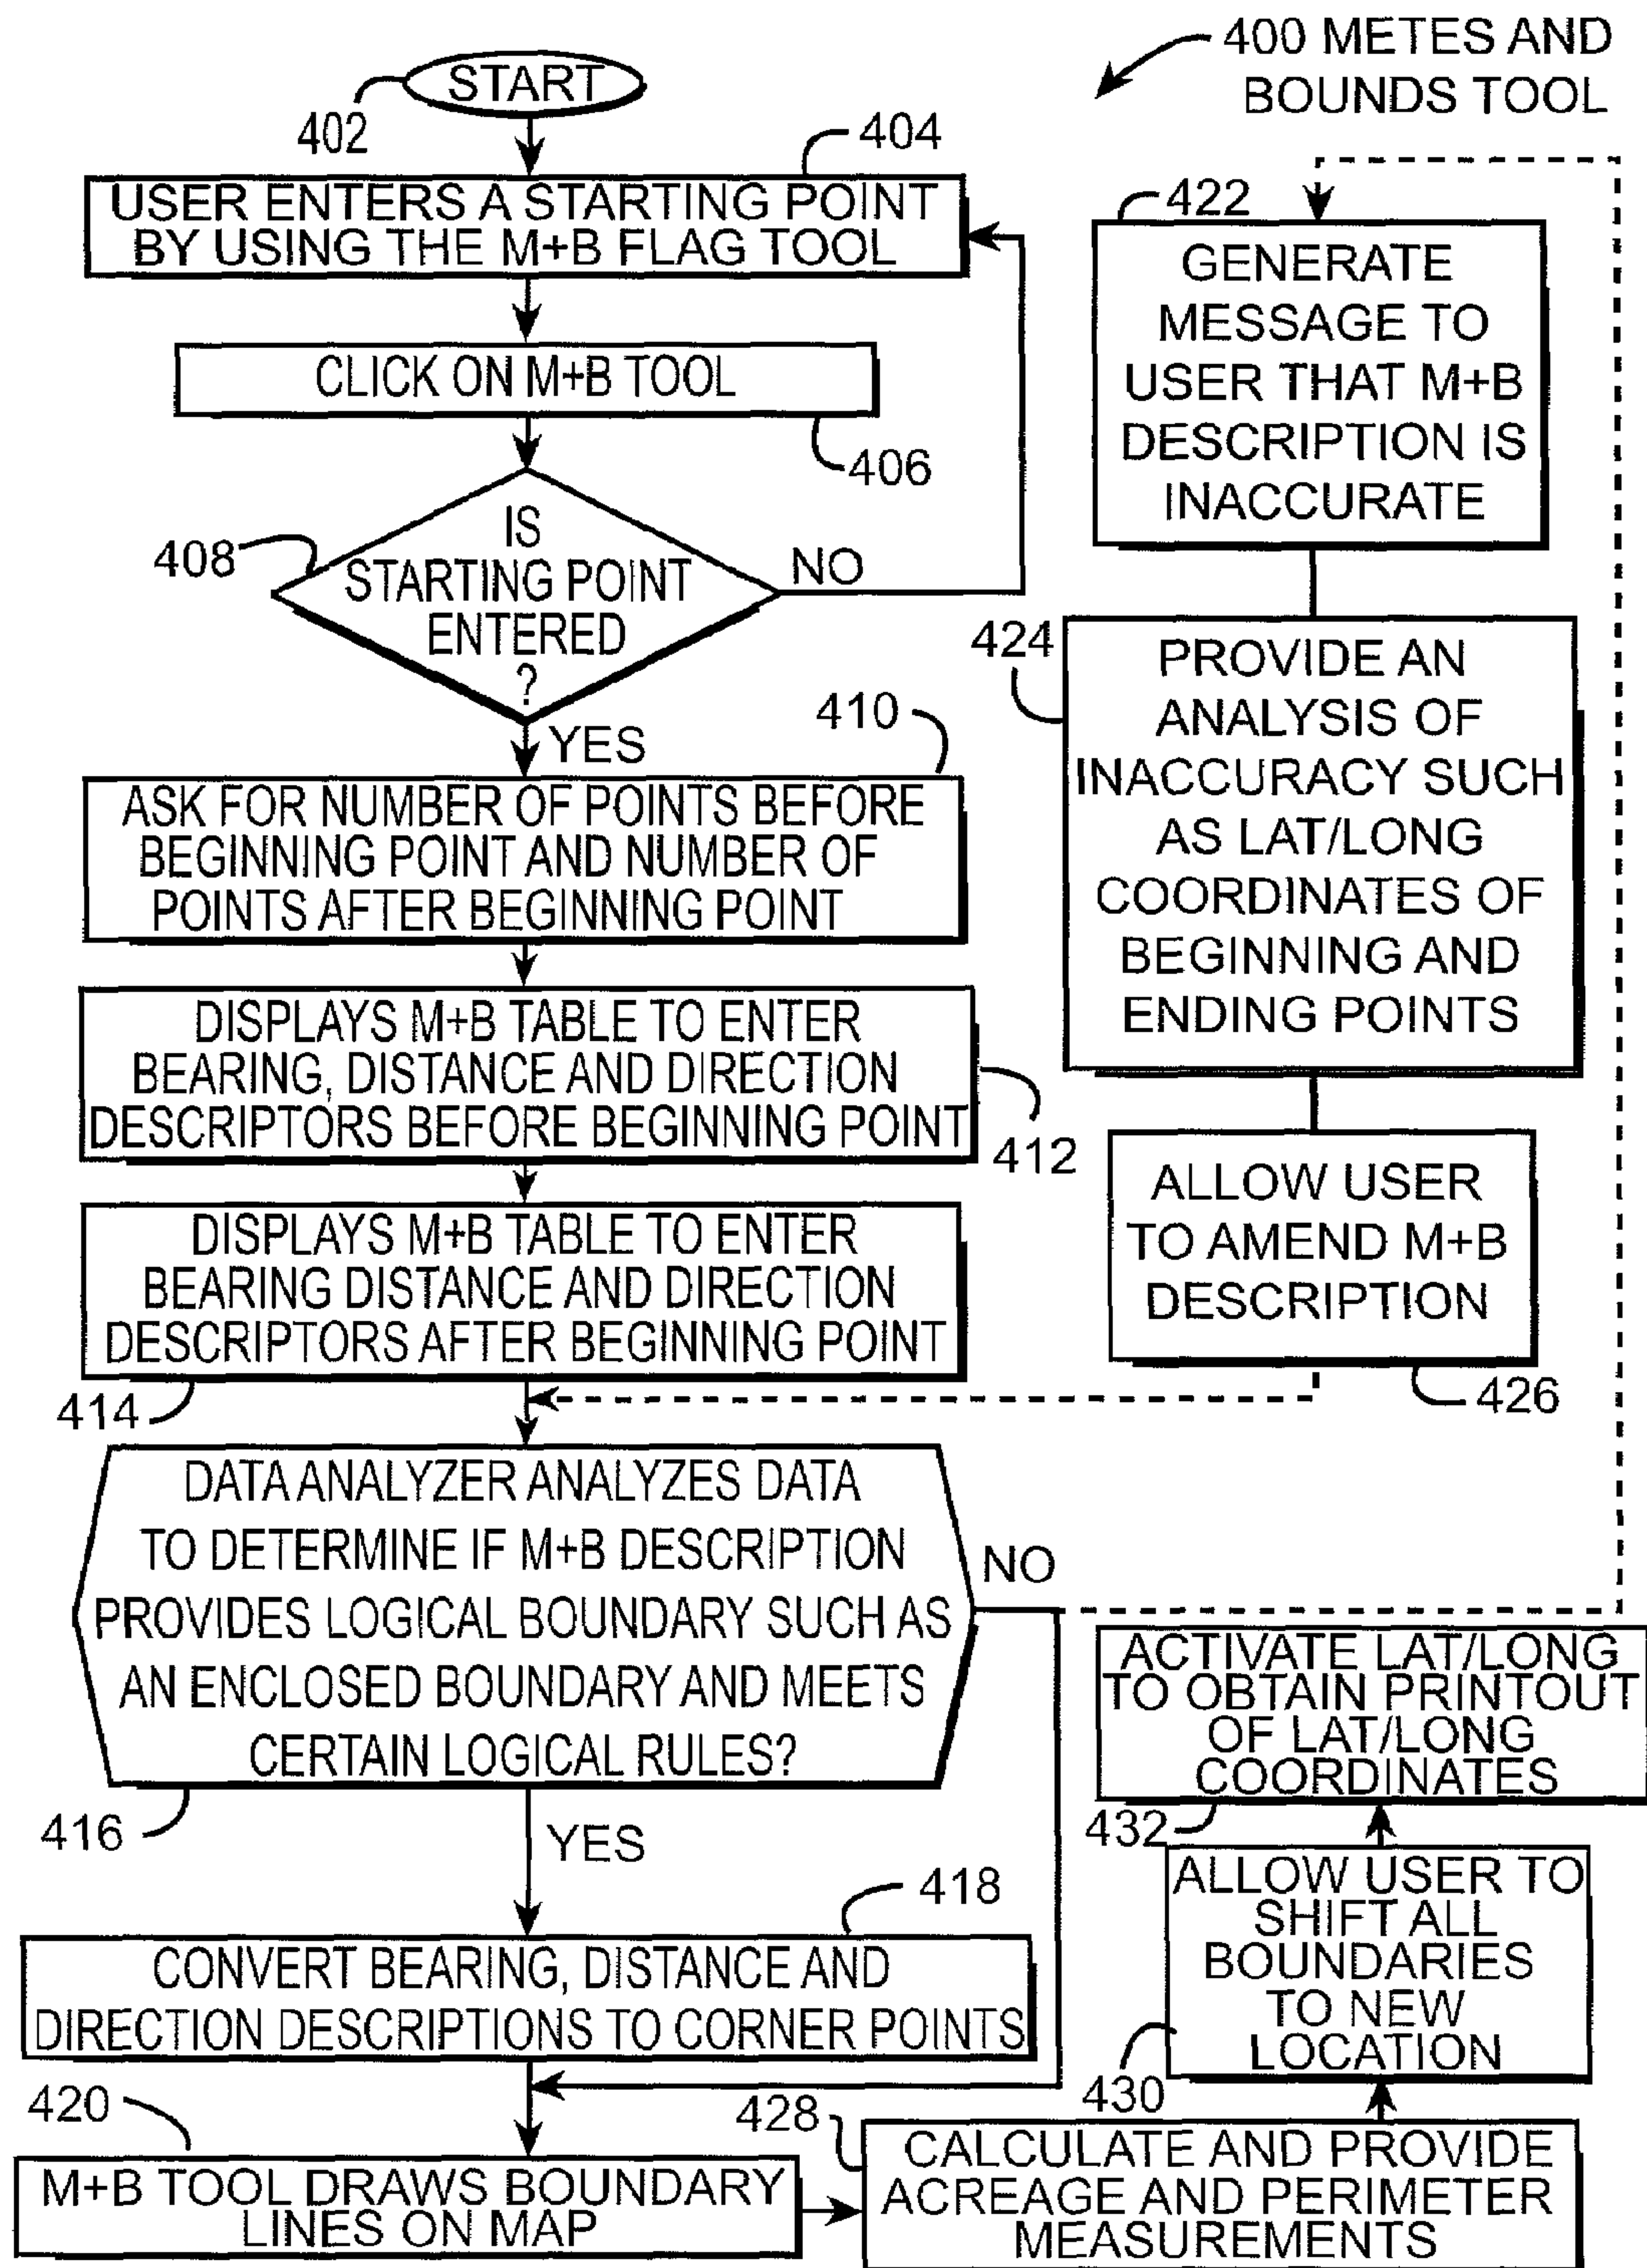 400 METES AND
BOUNDS TOOL
START
402
404
USER ENTERS A STARTING POINT
BY USING THE M+B FLAG TOOL
CLICK ON M+B TOOL
406
408
IS
STARTING POINT
ENTERED
?
NO
YES
410
ASK FOR NUMBER OF POINTS BEFORE
BEGINNING POINT AND NUMBER OF
POINTS AFTER BEGINNING POINT
DISPLAYS M+B TABLE TO ENTER
BEARING, DISTANCE AND DIRECTION
DESCRIPTORS BEFORE BEGINNING POINT
412
DISPLAYS M+B TABLE TO ENTER
BEARING DISTANCE AND DIRECTION
DESCRIPTORS AFTER BEGINNING POINT
414
DATA ANALYZER ANALYZES DATA
TO DETERMINE IF M+B DESCRIPTION
PROVIDES LOGICAL BOUNDARY SUCH AS
AN ENCLOSED BOUNDARY AND MEETS
CERTAIN LOGICAL RULES?
NO
416
YES
418
CONVERT BEARING, DISTANCE AND
DIRECTION DESCRIPTIONS TO CORNER POINTS
420
M+B TOOL DRAWS BOUNDARY
LINES ON MAP
422
GENERATE
MESSAGE TO
USER THAT M+B
DESCRIPTION IS
INACCURATE
424
PROVIDE AN
ANALYSIS OF
INACCURACY SUCH
AS LAT/LONG
COORDINATES OF
BEGINNING AND
ENDING POINTS
ALLOW USER
TO AMEND M+B
DESCRIPTION
426
ACTIVATE LAT/LONG
TO OBTAIN PRINTOUT
OF LAT/LONG
COORDINATES
432
ALLOW USER TO
SHIFT ALL
BOUNDARIES
TO NEW
LOCATION
430
428
CALCULATE AND PROVIDE
ACREAGE AND PERIMETER
MEASUREMENTS